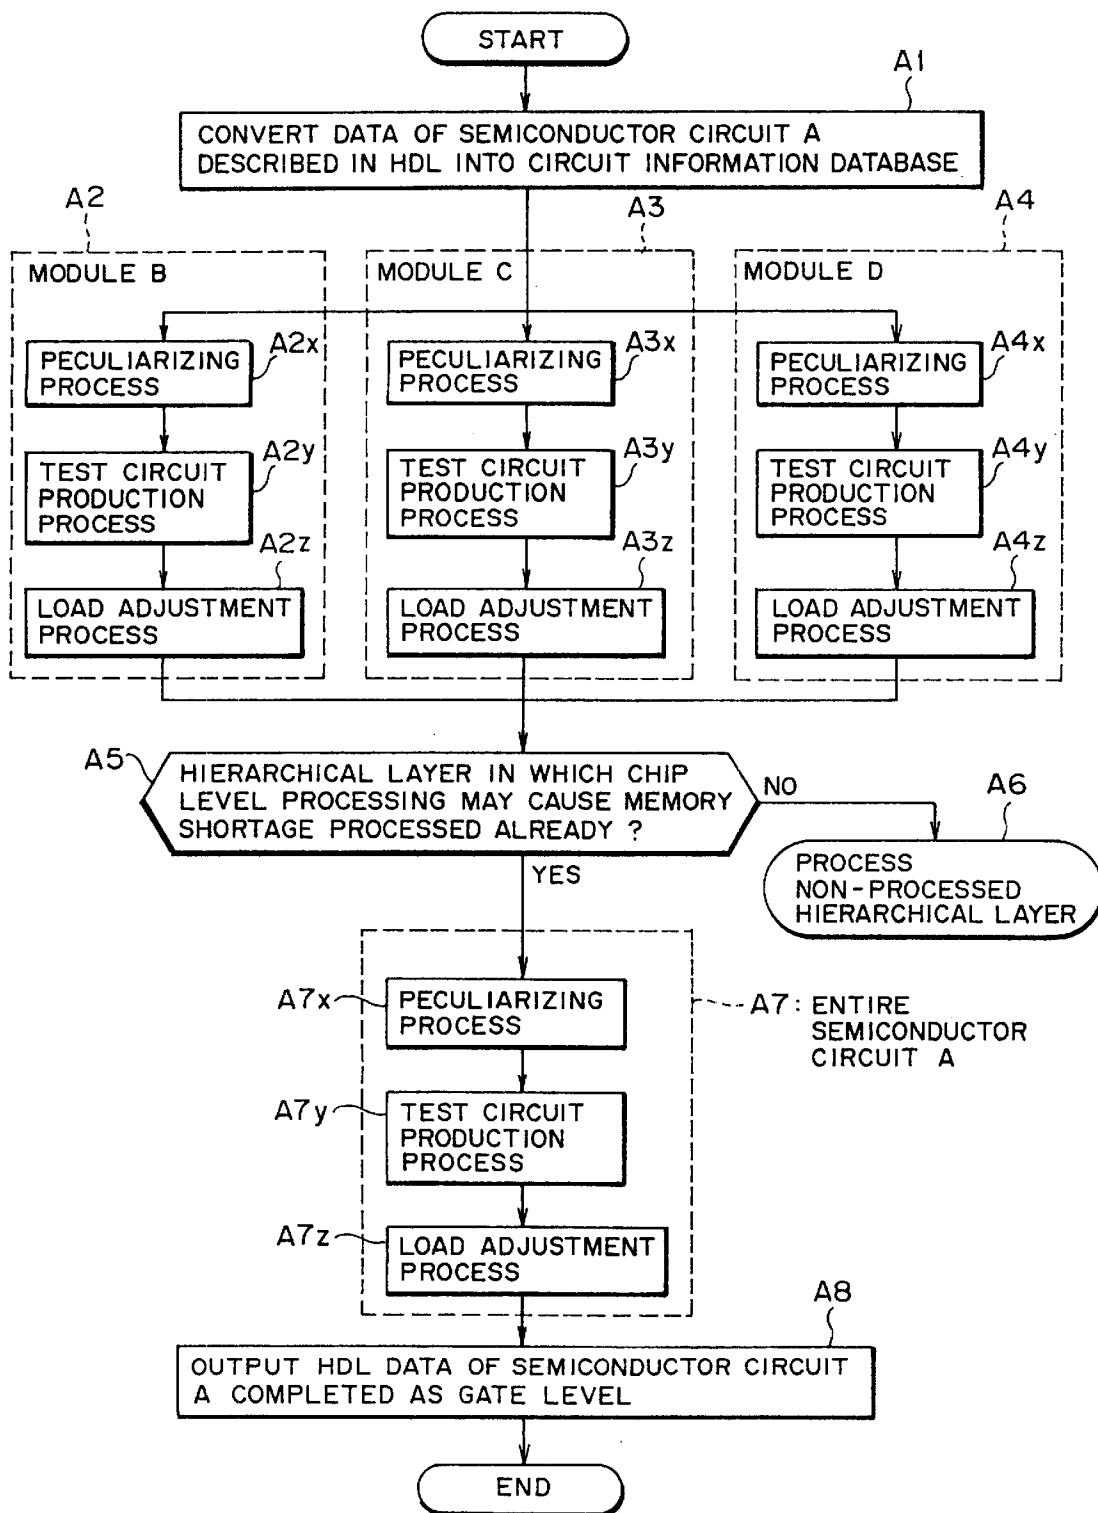 START
A1
CONVERT DATA OF SEMICONDUCTOR CIRCUIT A
DESCRIBED IN HDL INTO CIRCUIT INFORMATION DATABASE
A2
A3
A4
MODULE B
MODULE C
MODULE D
PECULIARIZING
PROCESS
A2x
PECULIARIZING
PROCESS
A3x
PECULIARIZING
PROCESS
A4x
TEST CIRCUIT
PRODUCTION
PROCESS
A2y
TEST CIRCUIT
PRODUCTION
PROCESS
A3y
TEST CIRCUIT
PRODUCTION
PROCESS
A4y
LOAD ADJUSTMENT
PROCESS
A2z
LOAD ADJUSTMENT
PROCESS
A3z
LOAD ADJUSTMENT
PROCESS
A4z
A5
HIERARCHICAL LAYER IN WHICH CHIP
LEVEL PROCESSING MAY CAUSE MEMORY
SHORTAGE PROCESSED ALREADY ?
NO
A6
PROCESS
NON-PROCESSED
HIERARCHICAL LAYER
YES
A7x
PECULIARIZING
PROCESS
A7: ENTIRE
SEMICONDUCTOR
CIRCUIT A
A7y
TEST CIRCUIT
PRODUCTION
PROCESS
A7z
LOAD ADJUSTMENT
PROCESS
A8
OUTPUT HDL DATA OF SEMICONDUCTOR CIRCUIT
A COMPLETED AS GATE LEVEL
END